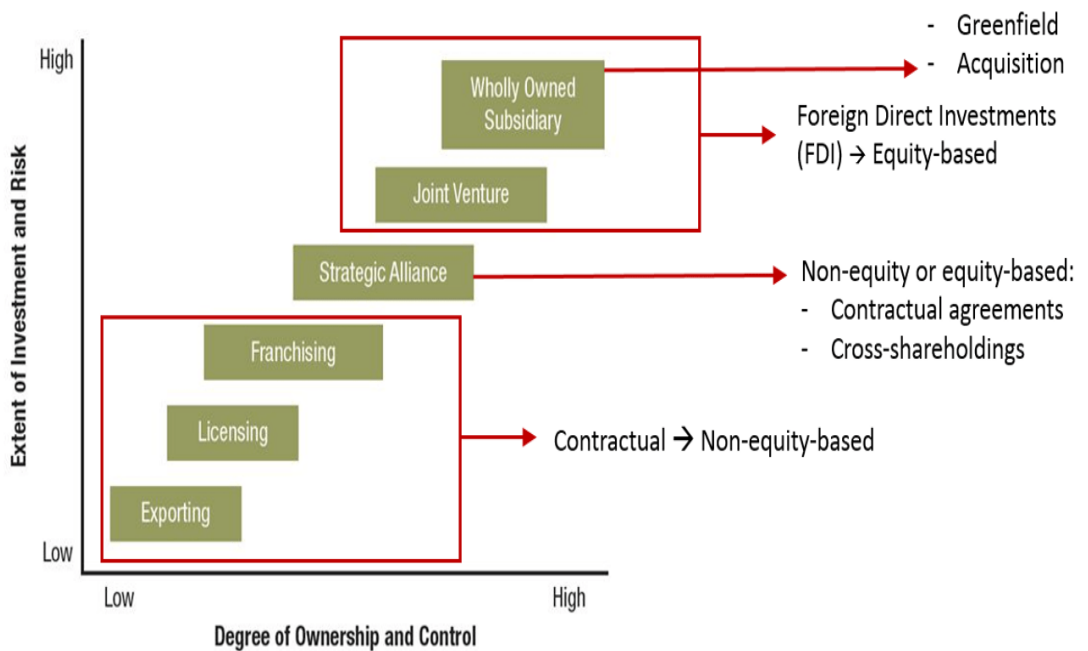 - Greenfield
- Acquisition
High
Wholly Owned
Subsidiary
Foreign Direct Investments
(FDI) → Equity-based
Joint Venture
Strategic Alliance
Non-equity or equity-based:
- Contractual agreements
- Cross-shareholdings
Franchising
Licensing
Contractual → Non-equity-based
Exporting
Low
Extent of Investment and Risk
Low
High
Degree of Ownership and Control